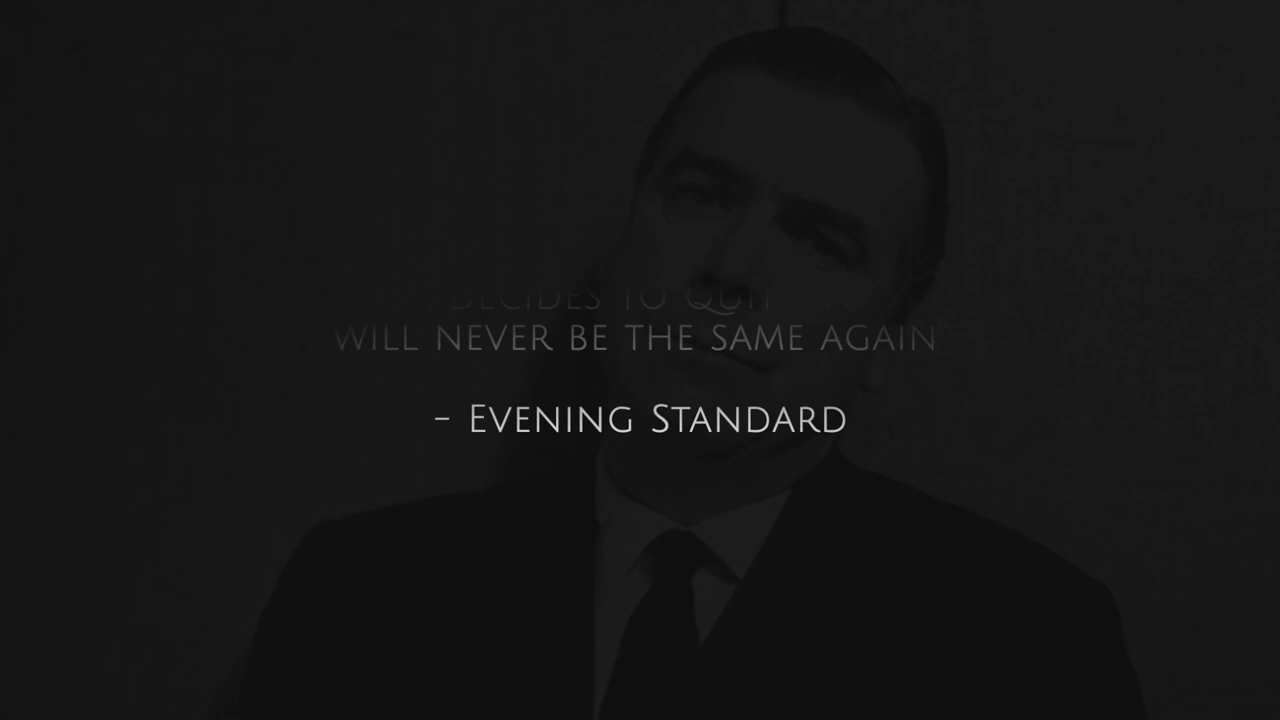 DECIDES TO QUIT
WILL NEVER BE THE SAME AGAIN
- EVENING STANDARD